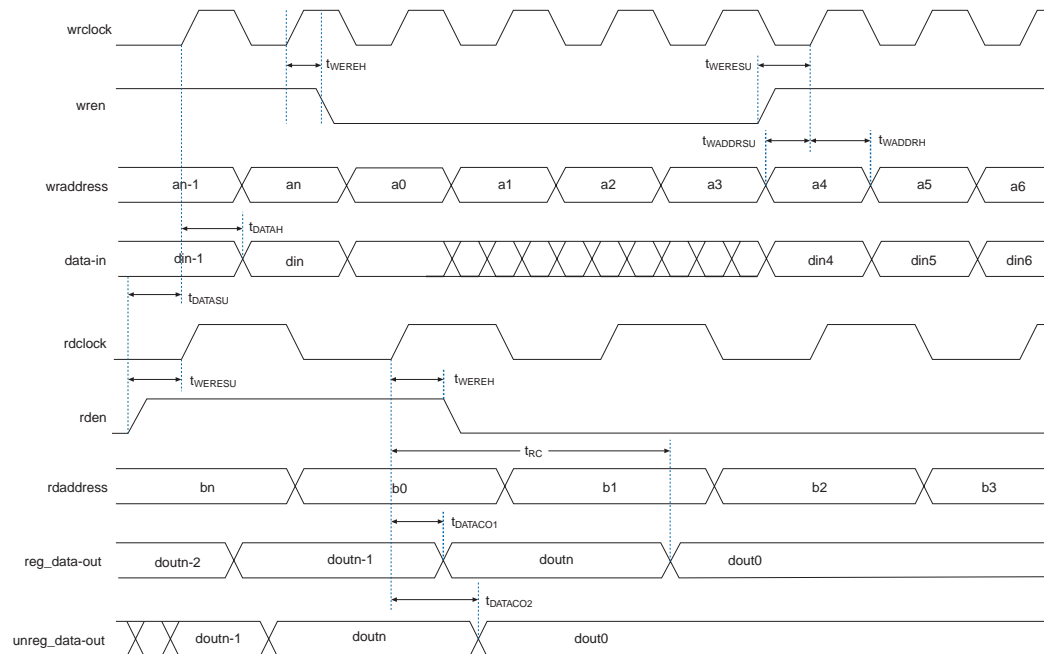 wrclock
tWEREH
tWERESU
wren
tWADDRSU
tWADDRH
wraddress
an-1 an a0 a1 a2 a3 a4 a5 a6
tDATAH
data-in
din-1 din din4 din5 din6
tDATASU
rdclock
tWERESU
tWEREH
rden
tRC
rdaddress
bn b0 b1 b2 b3
tDATACO1
reg_data-out
doutn-2 doutn-1 doutn dout0
tDATACO2
unreg_data-out
doutn-1 doutn dout0